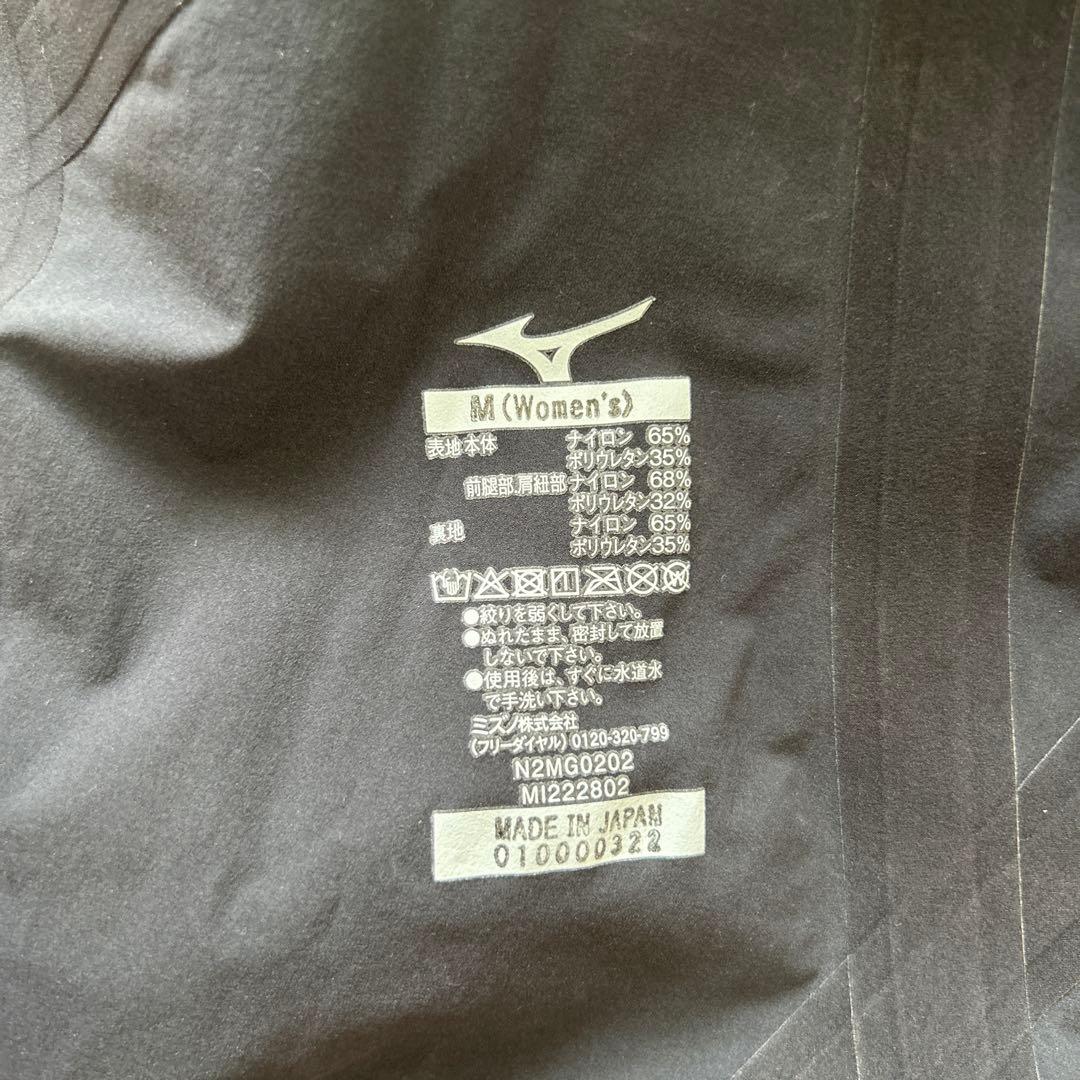 M(Women's)
表地 本体 ナイロン 65%
ポリウレタン35%
前腿部.肩紐部 ナイロン 68%
ポリウレタン32%
裏地 ナイロン 65%
ポリウレタン35%
●絞りを弱くして下さい。
●ぬれたまま、密封して放置
しないで下さい。
●使用後は、すぐに水道水
で手洗い下さい。
ミズノ株式会社
(フリーダイヤル) 0120-320-799
N2MG0202
MI222802
MADE IN JAPAN
010000322